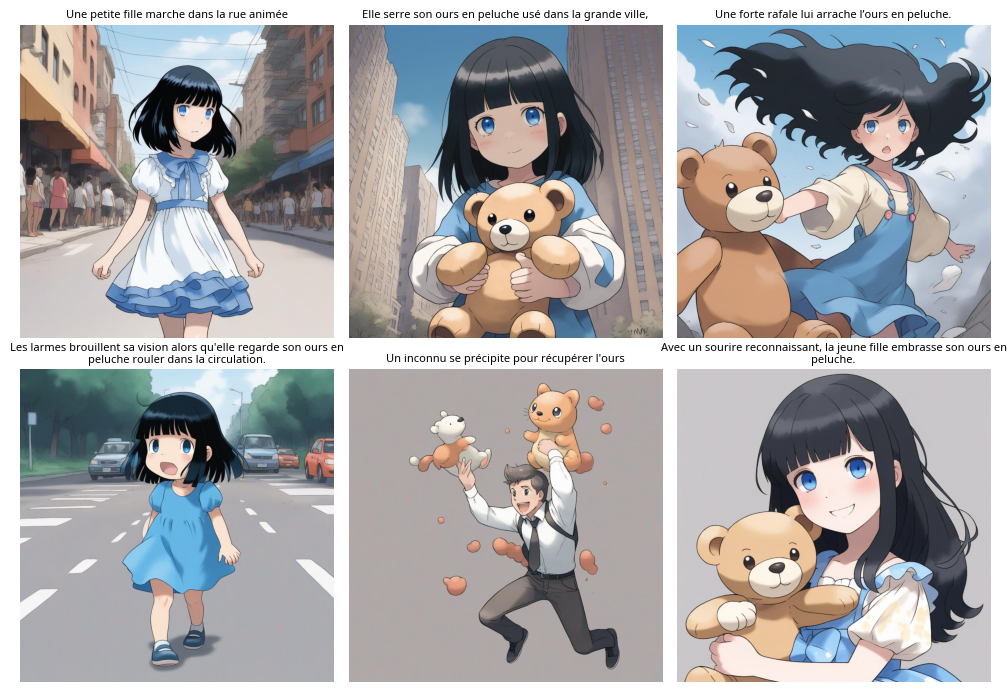 Une petite fille marche dans la rue animée
Elle serre son ours en peluche usé dans la grande ville,
Une forte rafale lui arrache l’ours en peluche.
Les larmes brouillent sa vision alors qu'elle regarde son ours en
peluche rouler dans la circulation.
Un inconnu se précipite pour récupérer l'ours
Avec un sourire reconnaissant, la jeune fille embrasse son ours en
peluche.